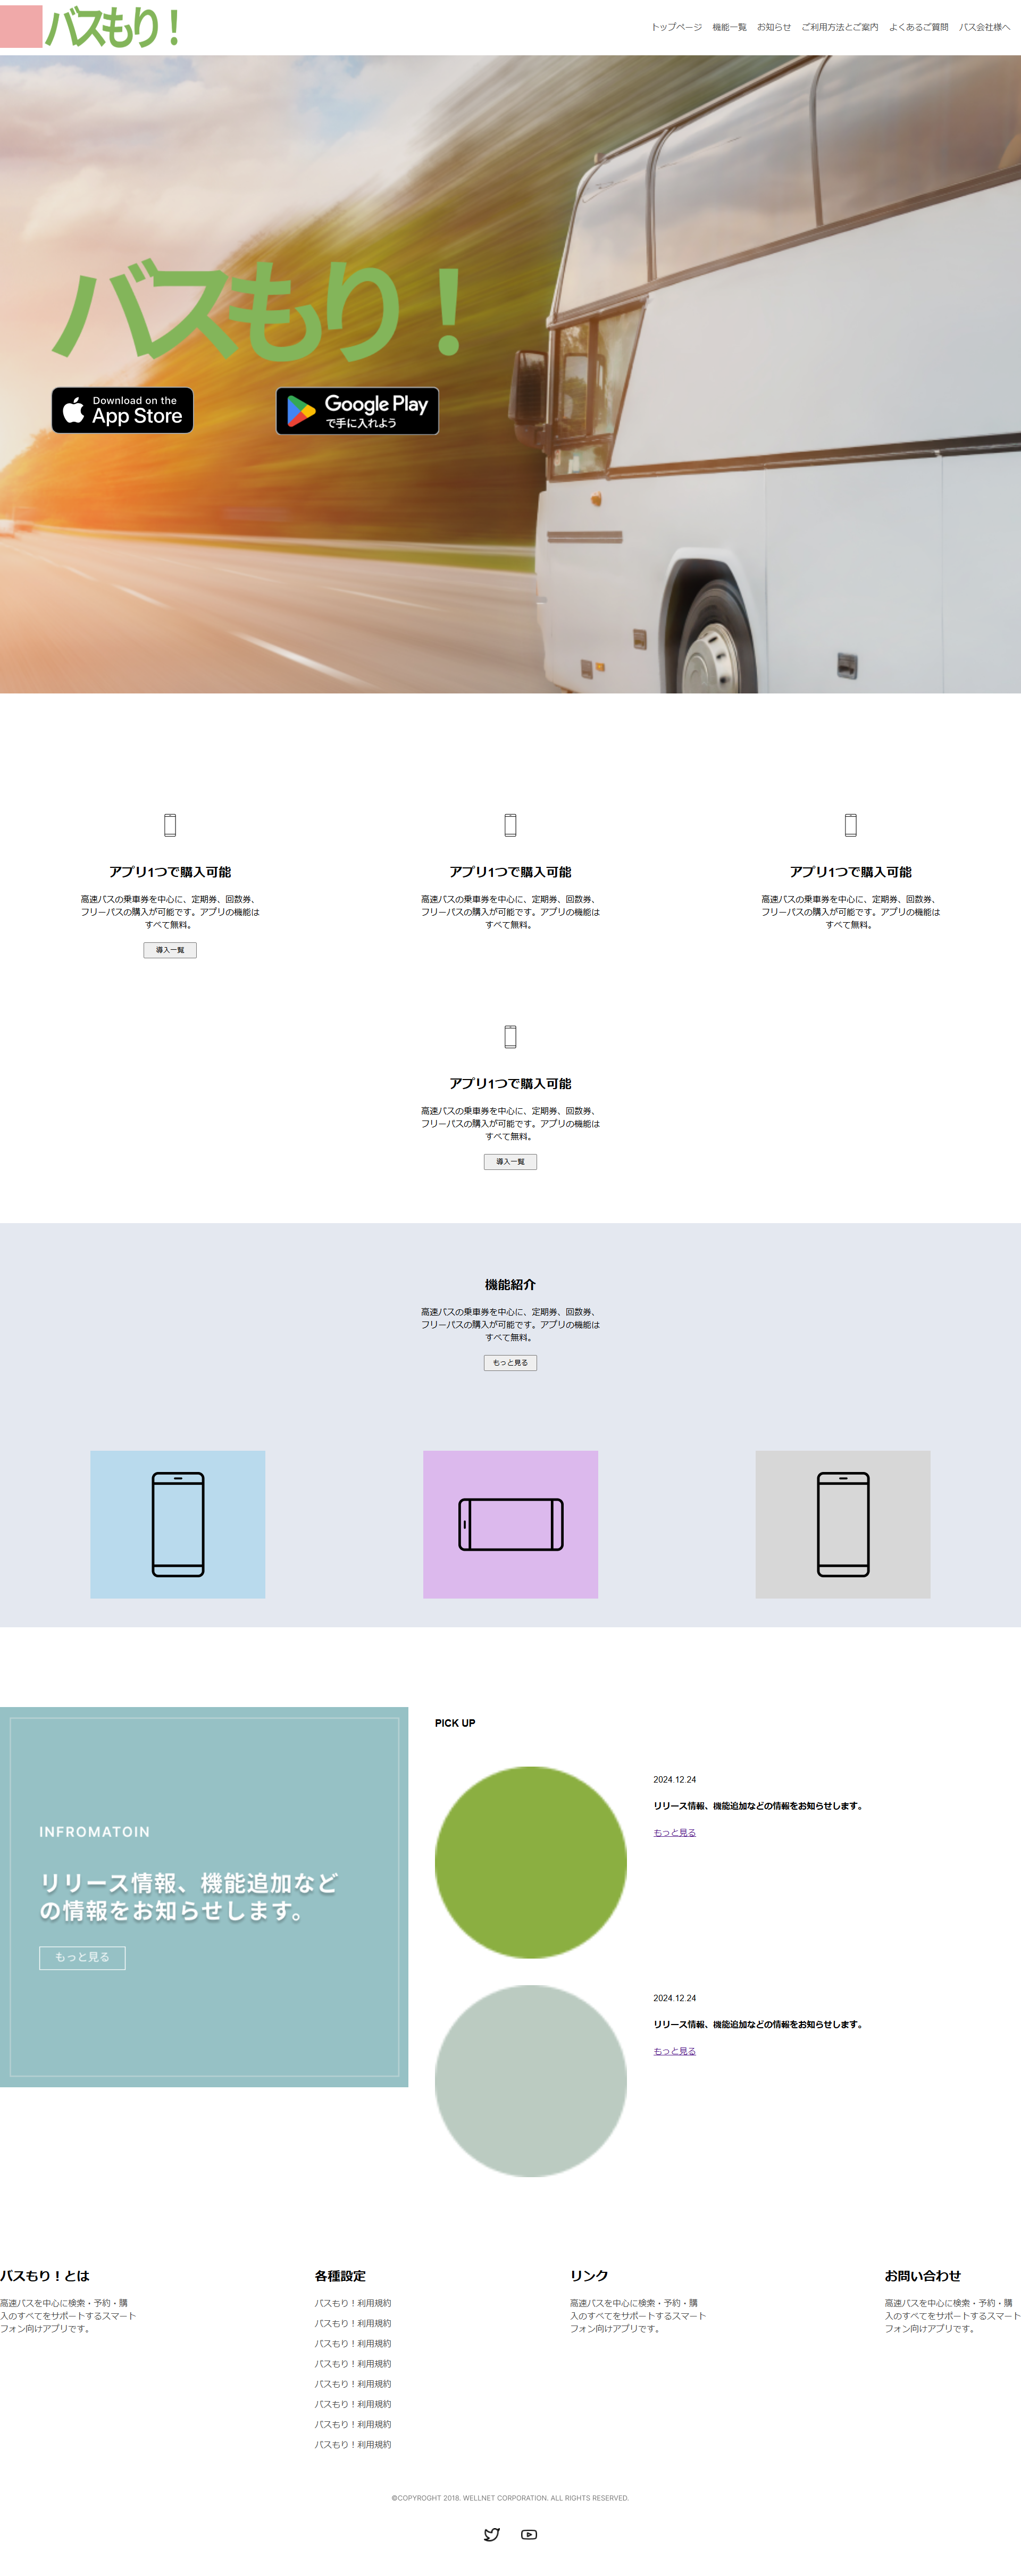 バスもり！
トップページ 機能一覧 お知らせ ご利用方法とご案内 よくあるご質問 バス会社様へ
バスもり！
Download on the
App Store
Google Play
で手に入れよう
アプリ1つで購入可能
高速バスの乗車券を中心に、定期券、回数券、
フリーパスの購入が可能です。アプリの機能は
すべて無料。
導入一覧
アプリ1つで購入可能
高速バスの乗車券を中心に、定期券、回数券、
フリーパスの購入が可能です。アプリの機能は
すべて無料。
アプリ1つで購入可能
高速バスの乗車券を中心に、定期券、回数券、
フリーパスの購入が可能です。アプリの機能は
すべて無料。
アプリ1つで購入可能
高速バスの乗車券を中心に、定期券、回数券、
フリーパスの購入が可能です。アプリの機能は
すべて無料。
導入一覧
機能紹介
高速バスの乗車券を中心に、定期券、回数券、
フリーパスの購入が可能です。アプリの機能は
すべて無料。
もっと見る
INFROMATOIN
リリース情報、機能追加など
の情報をお知らせします。
もっと見る
PICK UP
2024.12.24
リリース情報、機能追加などの情報をお知らせします。
もっと見る
2024.12.24
リリース情報、機能追加などの情報をお知らせします。
もっと見る
バスもり！とは
高速バスを中心に検索・予約・購
入のすべてをサポートするスマート
フォン向けアプリです。
各種設定
バスもり！利用規約
バスもり！利用規約
バスもり！利用規約
バスもり！利用規約
バスもり！利用規約
バスもり！利用規約
バスもり！利用規約
バスもり！利用規約
リンク
高速バスを中心に検索・予約・購
入のすべてをサポートするスマート
フォン向けアプリです。
お問い合わせ
高速バスを中心に検索・予約・購
入のすべてをサポートするスマート
フォン向けアプリです。
©COPYROGHT 2018. WELLNET CORPORATION. ALL RIGHTS RESERVED.